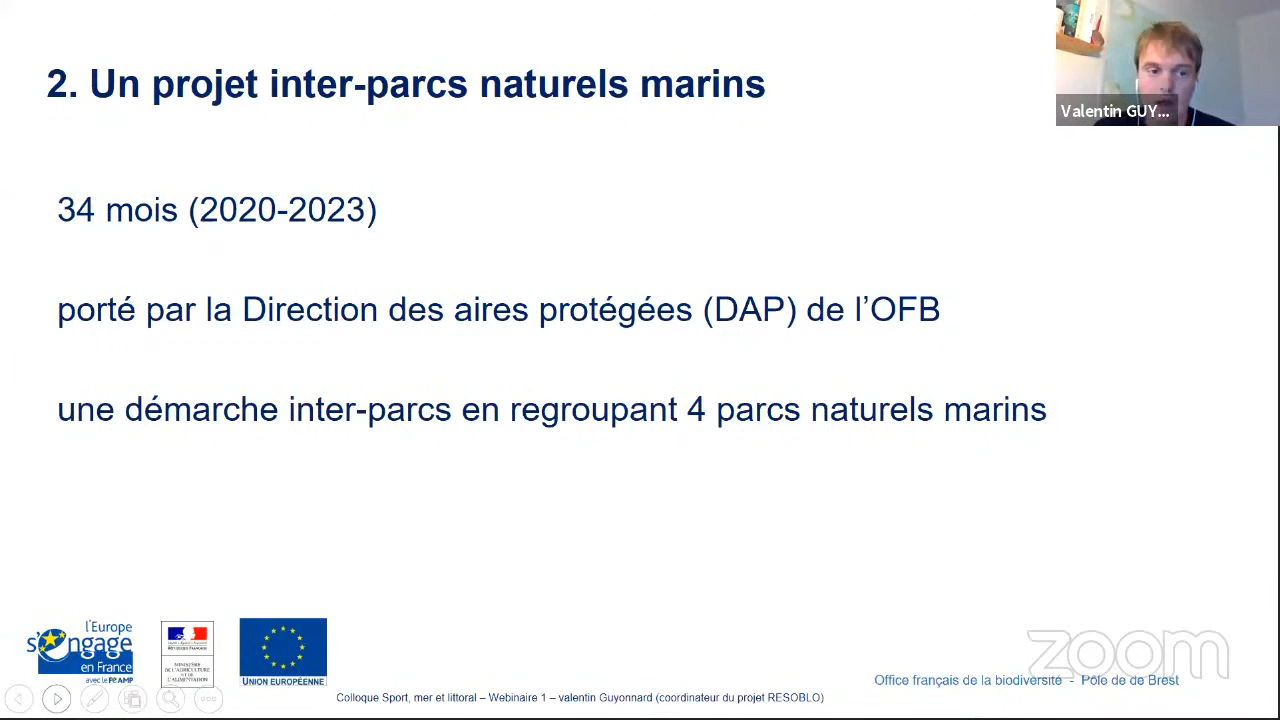 2. Un projet inter-parcs naturels marins
Valentin GUY...
34 mois (2020-2023)
porté par la Direction des aires protégées (DAP) de l’OFB
une démarche inter-parcs en regroupant 4 parcs naturels marins
l'Europe
s'engage
en France
avec le FEAMP
MINISTÈRE
DE L'AGRICULTURE
ET DE
L'ALIMENTATION
UNION EUROPÉENNE
zoom
Office français de la biodiversité - Pôle de de Brest
Colloque Sport, mer et littoral – Webinaire 1 – valentin Guyonnard (coordinateur du projet RESOBLO)